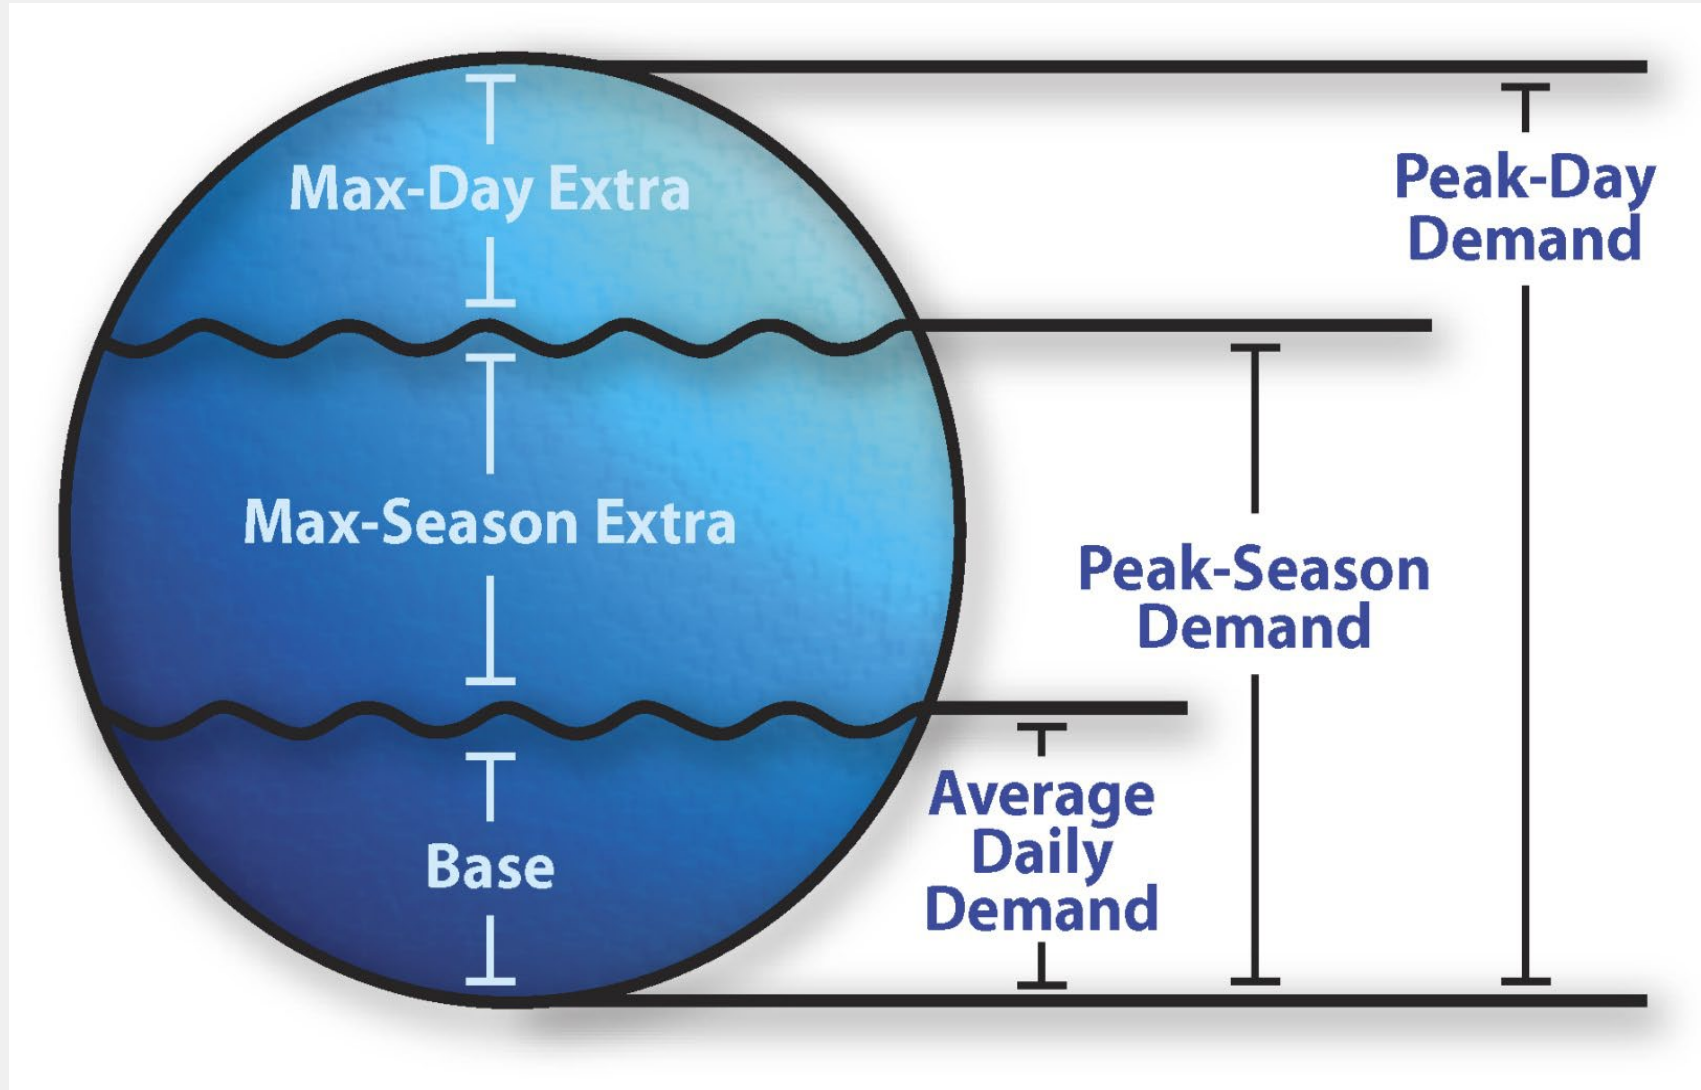 Max-Day Extra
Peak-Day
Demand
Max-Season Extra
Peak-Season
Demand
Average
Daily
Demand
Base